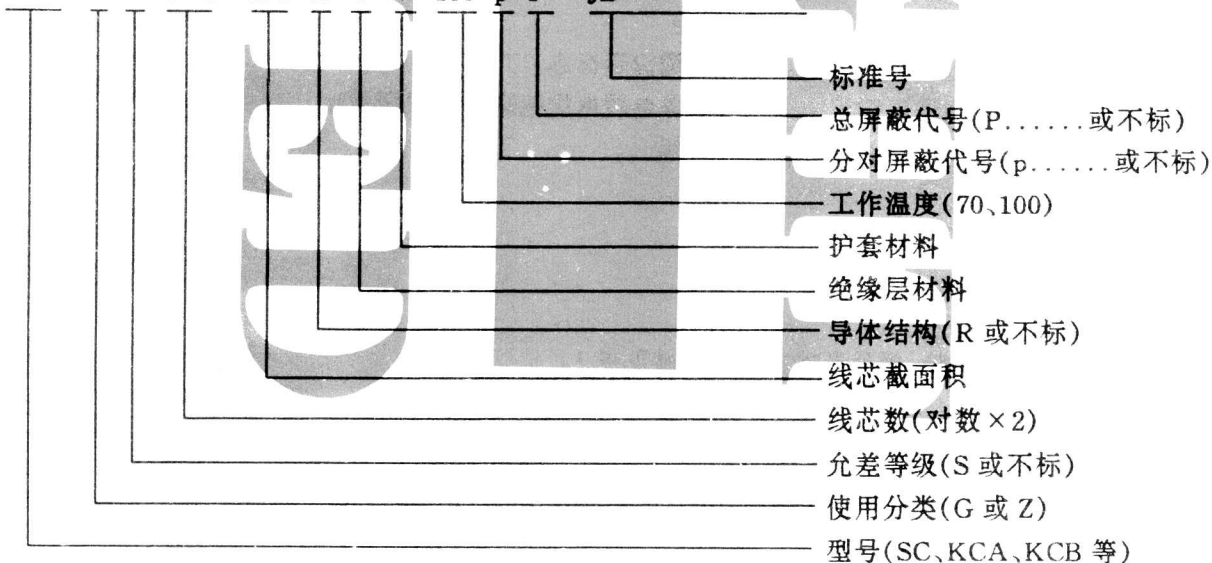 标准号
总屏蔽代号(P......或不标)
分对屏蔽代号(p......或不标)
工作温度(70、100)
护套材料
绝缘层材料
导体结构(R 或不标)
线芯截面积
线芯数(对数×2)
允差等级(S 或不标)
使用分类(G 或 Z)
型号(SC、KCA、KCB 等)